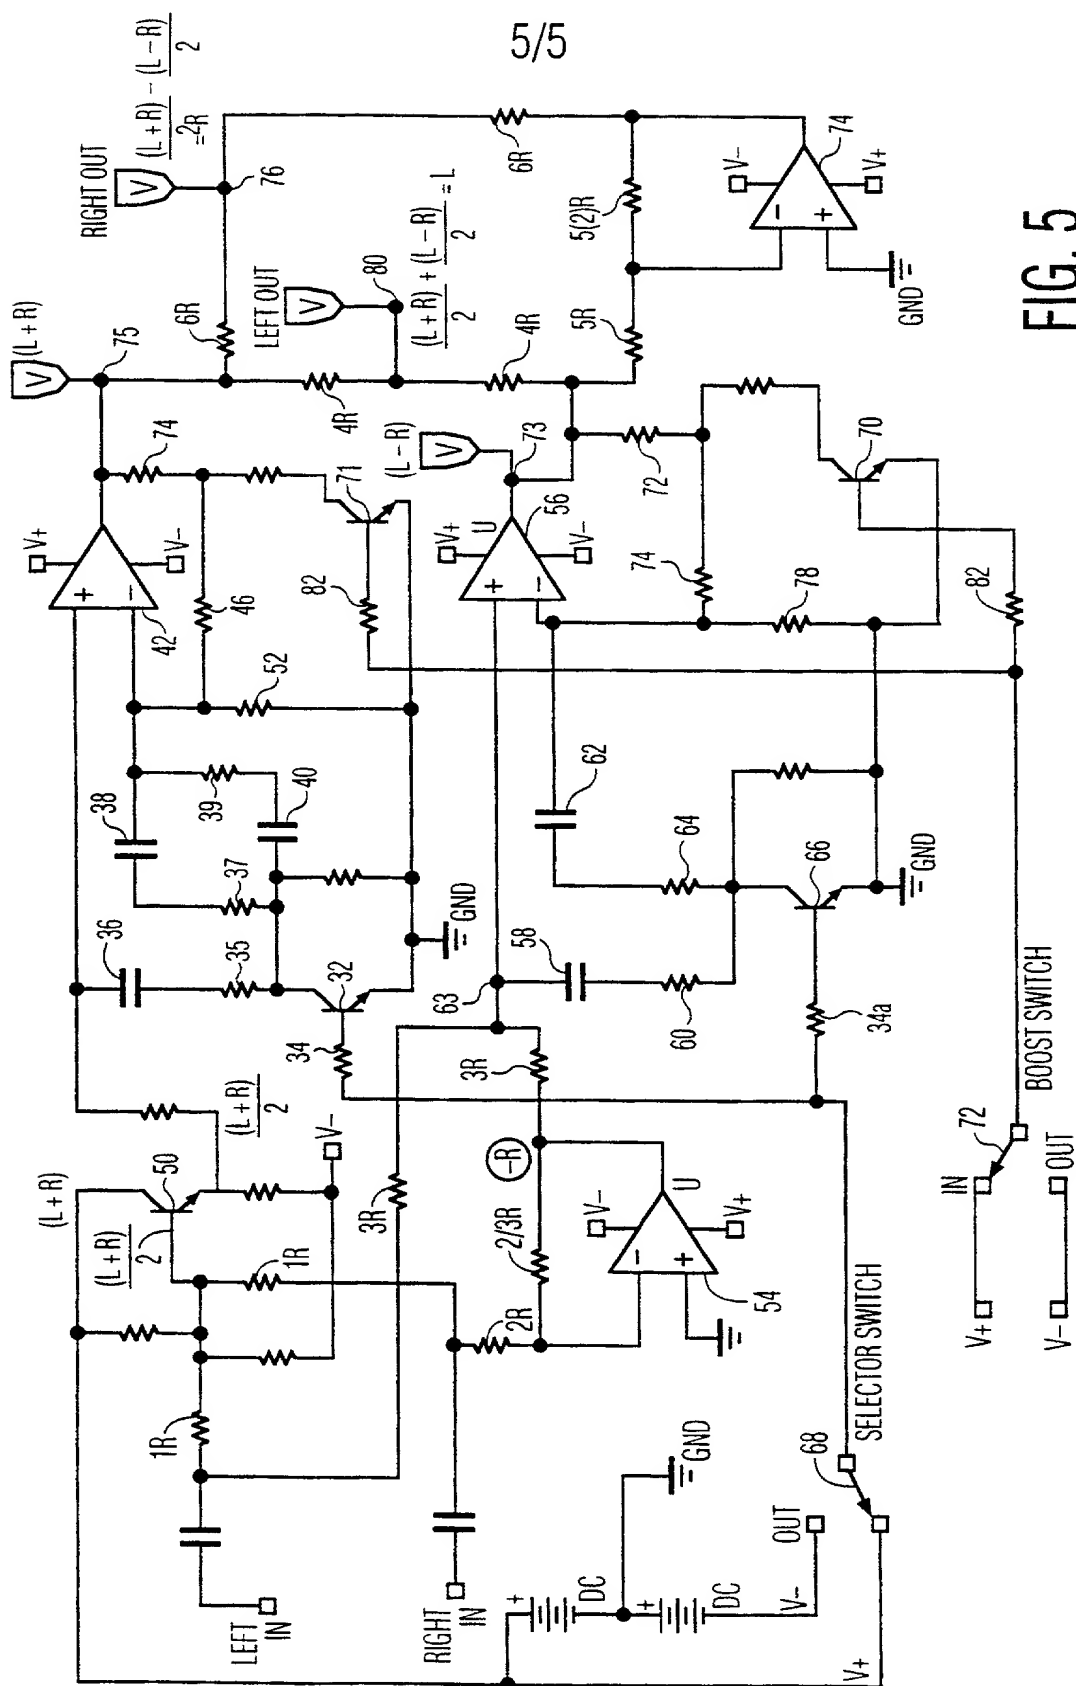 5/5
RIGHT OUT
(L+R) − (L−R)
2 2
=R
V
76
(L+R)
V
75
6R
6R
LEFT OUT
V
80
(L+R) + (L−R) = L
2 2
4R
4R
5R
5(2)R
V-
V+
74
GND
(L+R)
50
(L+R)
2
(L+R)
2
V-
1R
1R
36
35
37
38
39
40
V+
V-
42
46
52
74
71
82
32
34
GND
LEFT
IN
RIGHT
IN
3R
3R
2R
2/3R
-R
V-
V+
U
54
63
58
60
62
64
66
34a
GND
V+
V-
U
56
(L−R)
V
73
72
74
78
70
82
+
DC
+
DC
GND
V-
V+
OUT
68
SELECTOR SWITCH
V+
V-
IN
OUT
72
BOOST SWITCH
FIG. 5